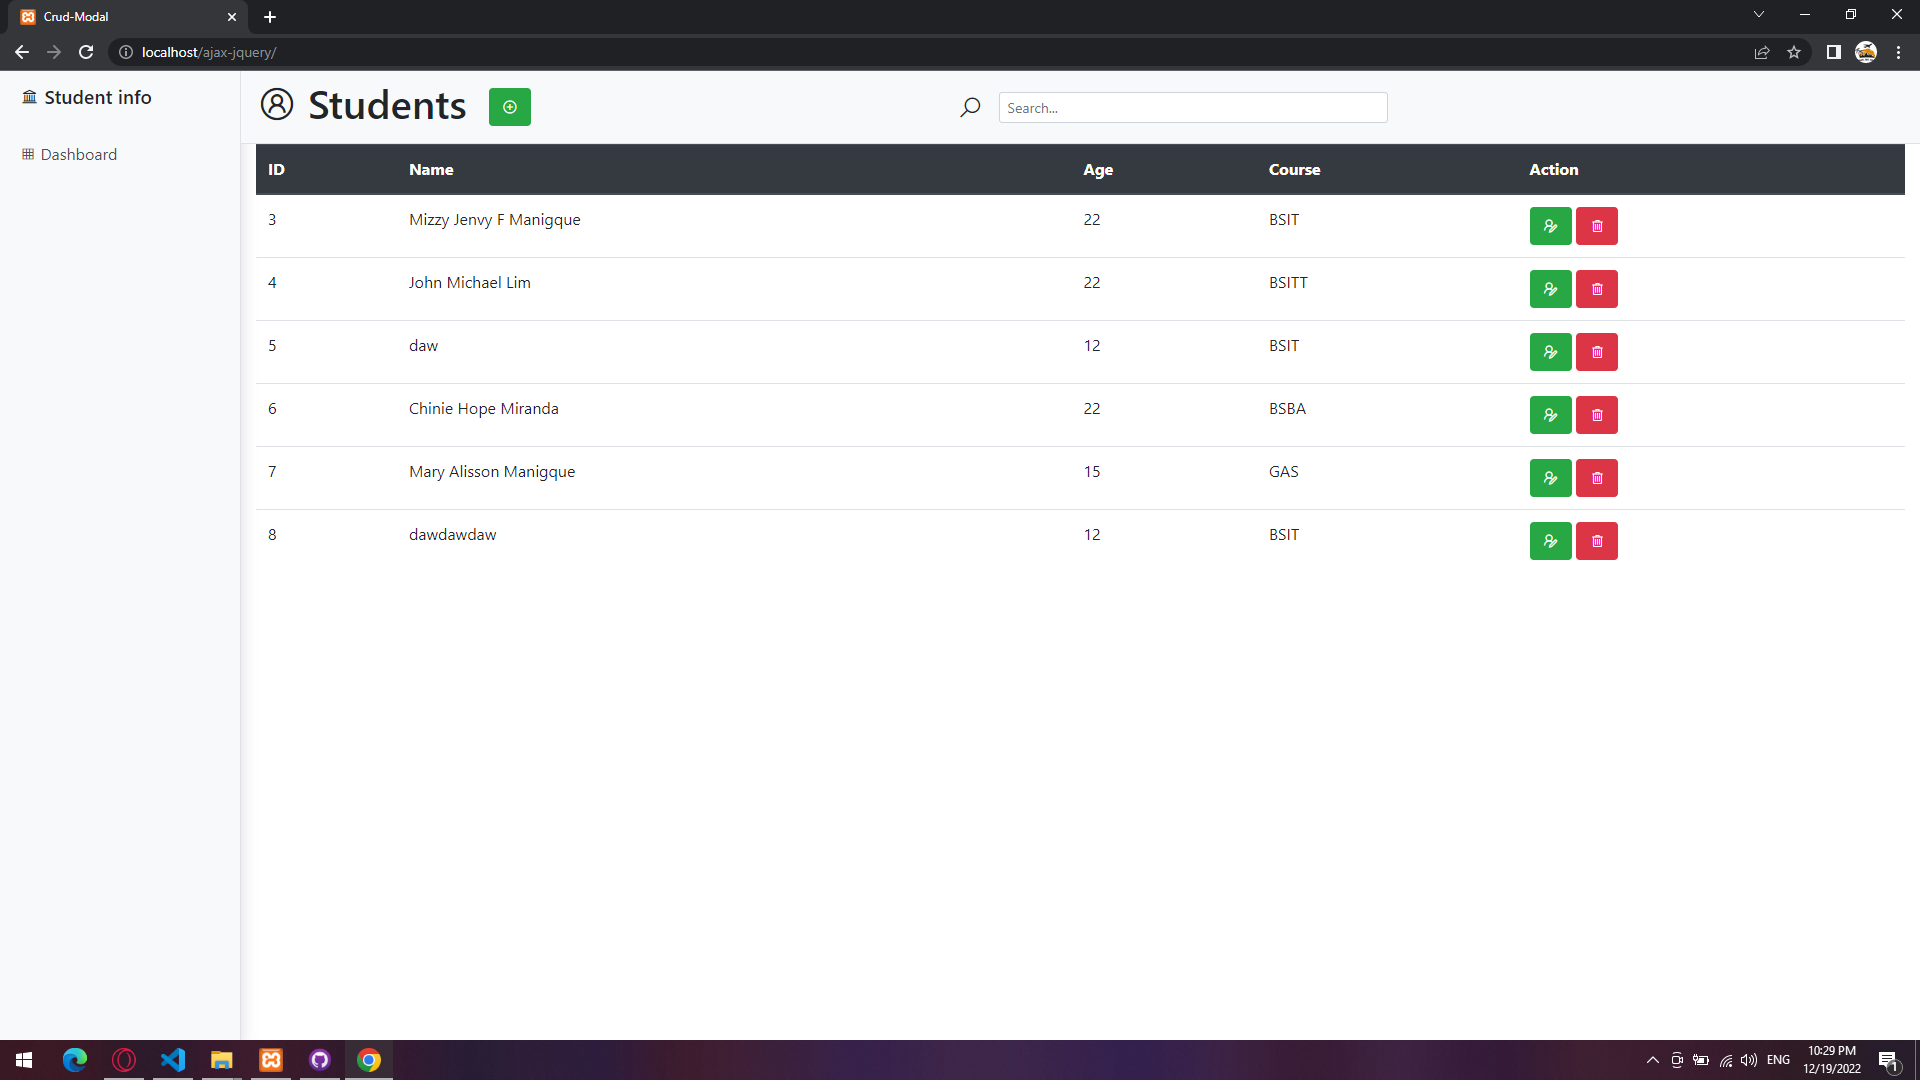 Crud-Modal
localhost/ajax-jquery/
Student info
Students
Search...
Dashboard
ID Name Age Course Action
3 Mizzy Jenvy F Manigque 22 BSIT
4 John Michael Lim 22 BSITT
5 daw 12 BSIT
6 Chinie Hope Miranda 22 BSBA
7 Mary Alisson Manigque 15 GAS
8 dawdawdaw 12 BSIT
ENG
10:29 PM
12/19/2022
1